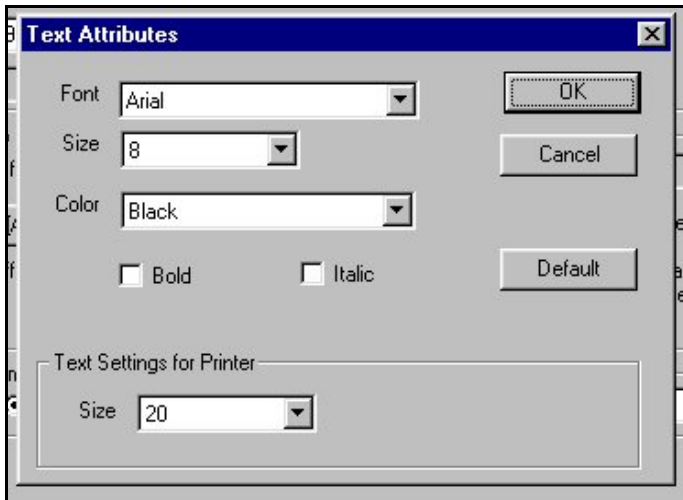 Text Attributes
Font Arial OK
Size 8 Cancel
Color Black
Bold Italic Default
Text Settings for Printer
Size 20